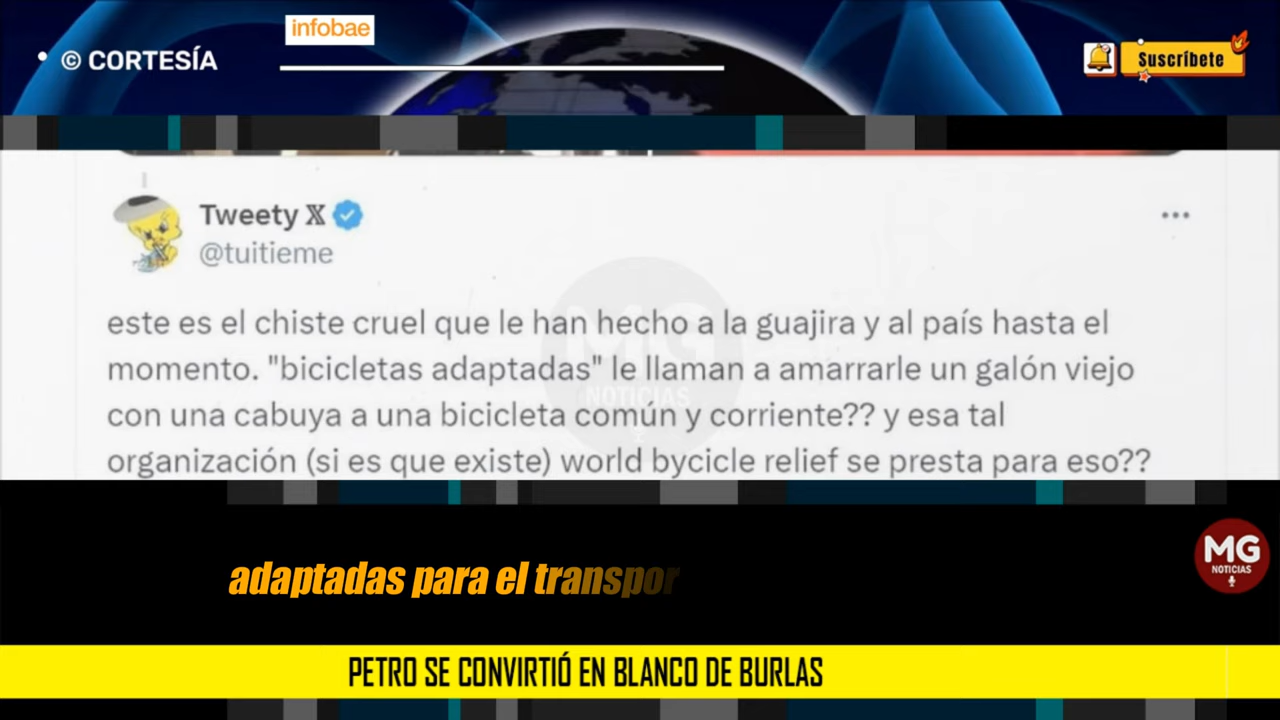 infobae
© CORTESÍA
Suscríbete
Tweety X
@tuitieme
este es el chiste cruel que le han hecho a la guajira y al país hasta el
momento. "bicicletas adaptadas" le llaman a amarrarle un galón viejo
con una cabuya a una bicicleta común y corriente?? y esa tal
organización (si es que existe) world bycicle relief se presta para eso??
MG
NOTICIAS
adaptadas para el transpor
MG
NOTICIAS
PETRO SE CONVIRTIÓ EN BLANCO DE BURLAS